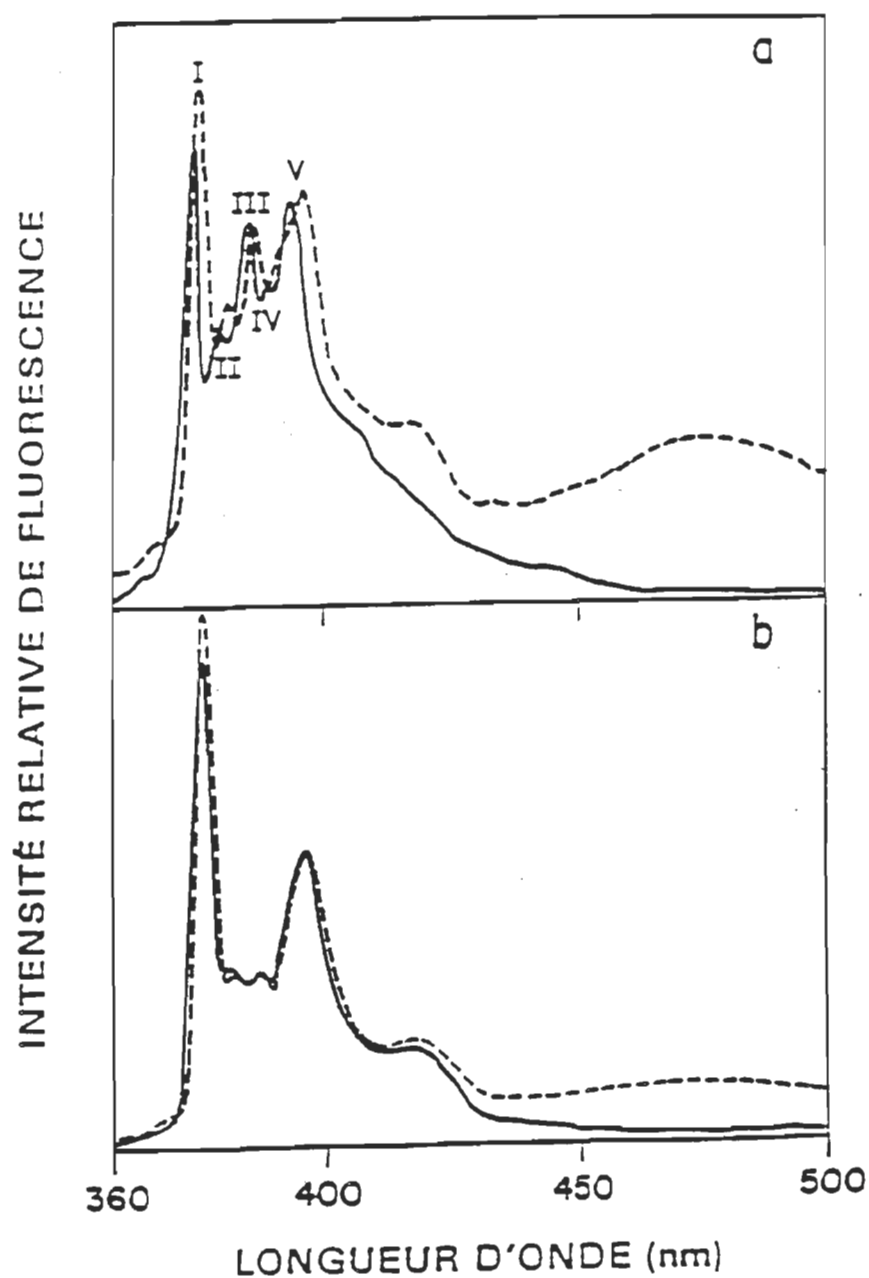 a
I
V
III
IV
II
b
INTENSITÉ RELATIVE DE FLUORESCENCE
360 400 450 500
LONGUEUR D'ONDE (nm)